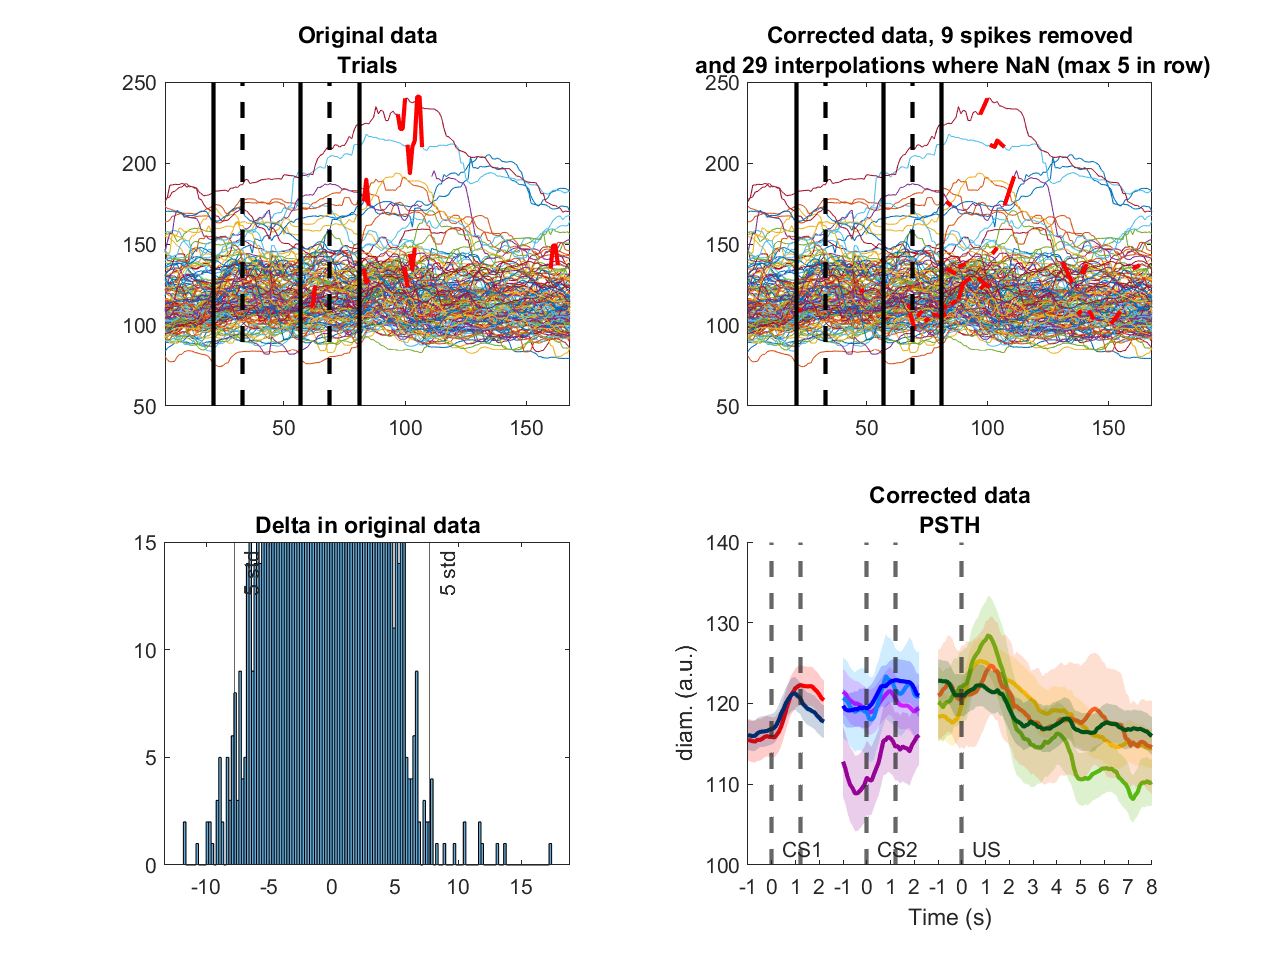 Original data
Trials
250
200
150
100
50
50
100
150
Corrected data, 9 spikes removed
and 29 interpolations where NaN (max 5 in row)
250
200
150
100
50
50
100
150
Delta in original data
15
10
5
0
5 std
5 std
-10
-5
0
5
10
15
Corrected data
PSTH
140
130
120
110
100
diam. (a.u.)
CS1
CS2
US
-1 0 1 2 -1 0 1 2 -1 0 1 2 3 4 5 6 7 8
Time (s)